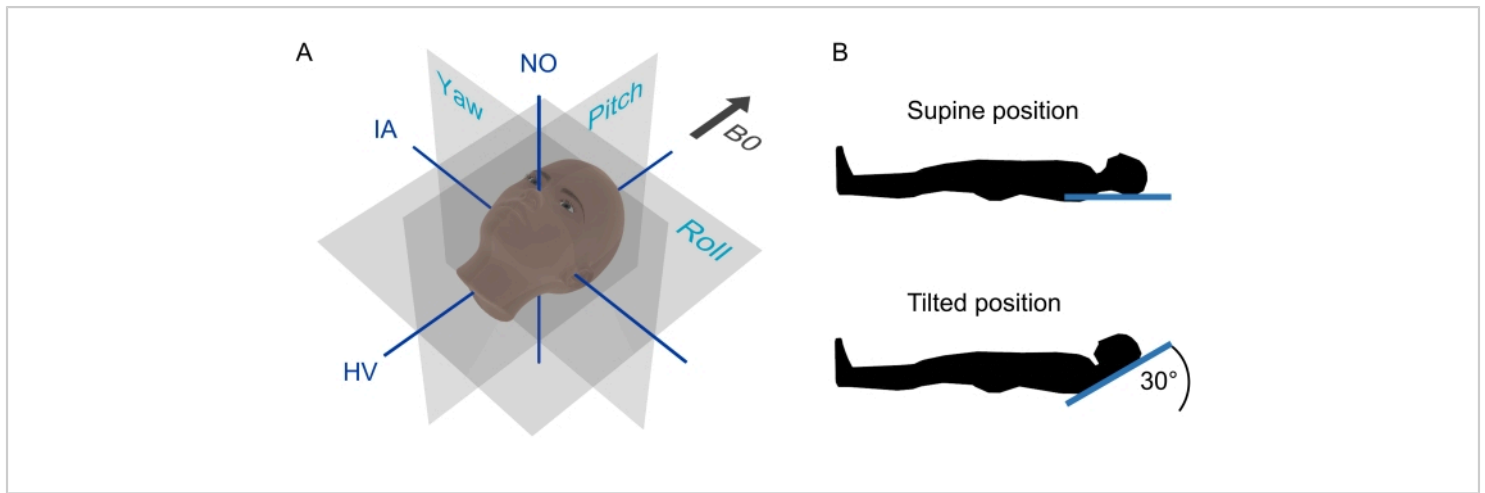 A
NO
Yaw
Pitch
IA
B0
Roll
HV
B
Supine position
Tilted position
30°